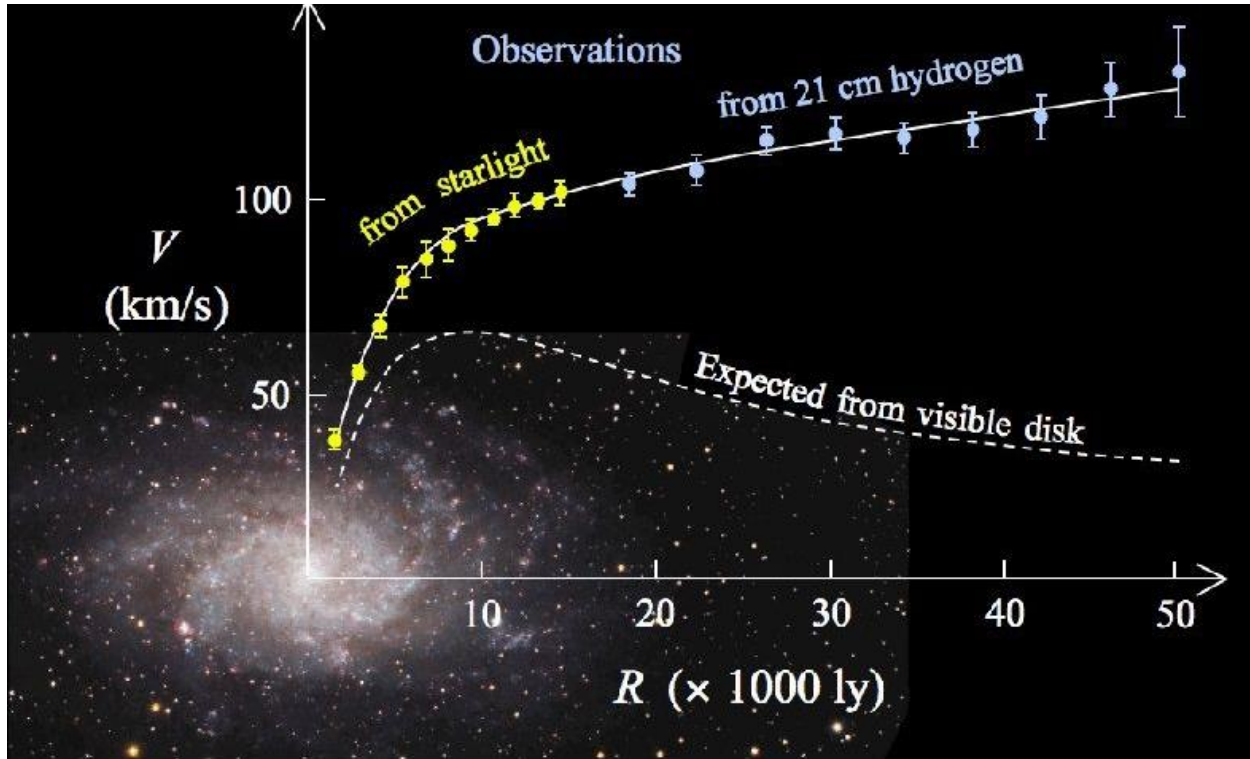 Observations
from 21 cm hydrogen
from starlight
100
V
(km/s)
50
Expected from visible disk
10 20 30 40 50
R (× 1000 ly)